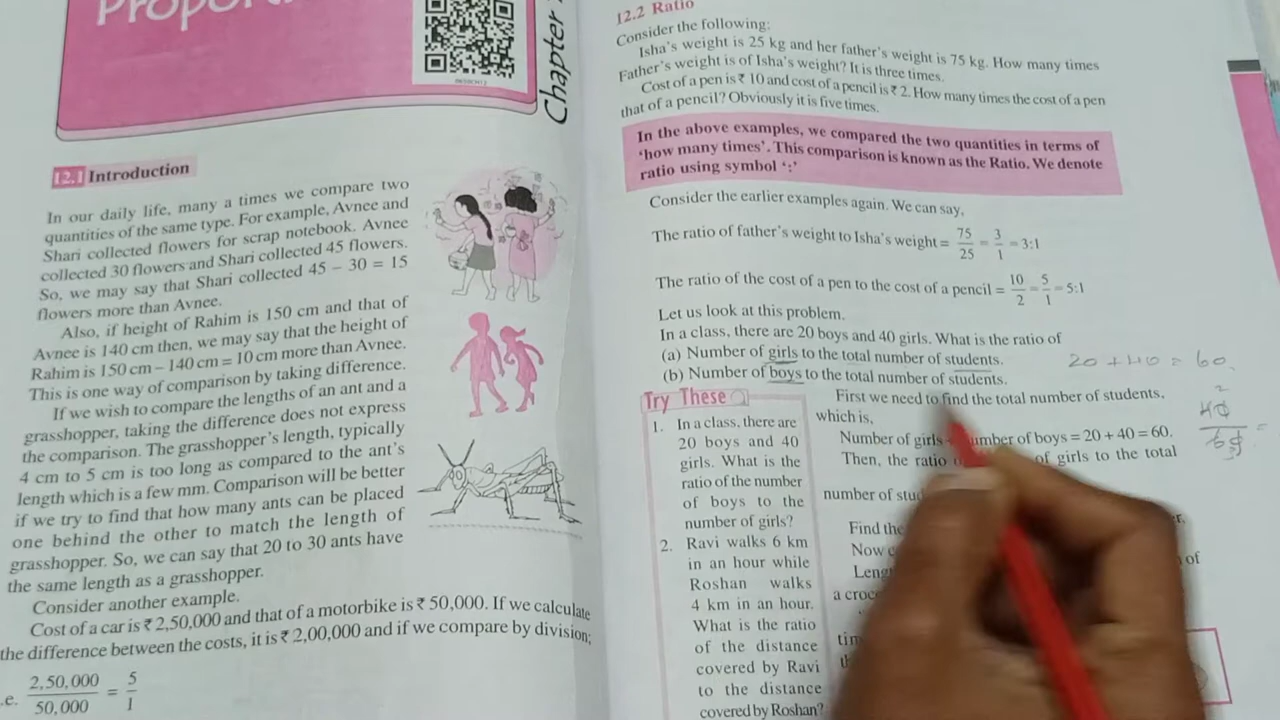 Chapter
12.1 Introduction
In our daily life, many a times we compare two
quantities of the same type. For example, Avnee and
Shari collected flowers for scrap notebook. Avnee
collected 30 flowers and Shari collected 45 flowers.
So, we may say that Shari collected 45 – 30 = 15
flowers more than Avnee.
Also, if height of Rahim is 150 cm and that of
Avnee is 140 cm then, we may say that the height of
Rahim is 150 cm – 140 cm = 10 cm more than Avnee.
This is one way of comparison by taking difference.
If we wish to compare the lengths of an ant and a
grasshopper, taking the difference does not express
the comparison. The grasshopper's length, typically
4 cm to 5 cm is too long as compared to the ant's
length which is a few mm. Comparison will be better
if we try to find that how many ants can be placed
one behind the other to match the length of
grasshopper. So, we can say that 20 to 30 ants have
the same length as a grasshopper.
Consider another example.
Cost of a car is ₹ 2,50,000 and that of a motorbike is ₹ 50,000. If we calculate
the difference between the costs, it is ₹ 2,00,000 and if we compare by division;
.e. 2,50,000/50,000 = 5/1
12.2 Ratio
Consider the following:
Isha's weight is 25 kg and her father's weight is 75 kg. How many times
Father's weight is of Isha's weight? It is three times.
Cost of a pen is ₹ 10 and cost of a pencil is ₹ 2. How many times the cost of a pen
that of a pencil? Obviously it is five times.
In the above examples, we compared the two quantities in terms of
'how many times'. This comparison is known as the Ratio. We denote
ratio using symbol ':'
Consider the earlier examples again. We can say,
The ratio of father's weight to Isha's weight = 75/25 = 3/1 = 3:1
The ratio of the cost of a pen to the cost of a pencil = 10/2 = 5/1 = 5:1
Let us look at this problem.
In a class, there are 20 boys and 40 girls. What is the ratio of
(a) Number of girls to the total number of students.
(b) Number of boys to the total number of students.
20 + 40 = 60.
Try These
1. In a class, there are
20 boys and 40
girls. What is the
ratio of the number
of boys to the
number of girls?
2. Ravi walks 6 km
in an hour while
Roshan walks
4 km in an hour.
What is the ratio
of the distance
covered by Ravi
to the distance
covered by Roshan?
First we need to find the total number of students,
which is,
Number of girls + number of boys = 20 + 40 = 60.
Then, the ratio of girls to the total
number of
Find the
Now
of